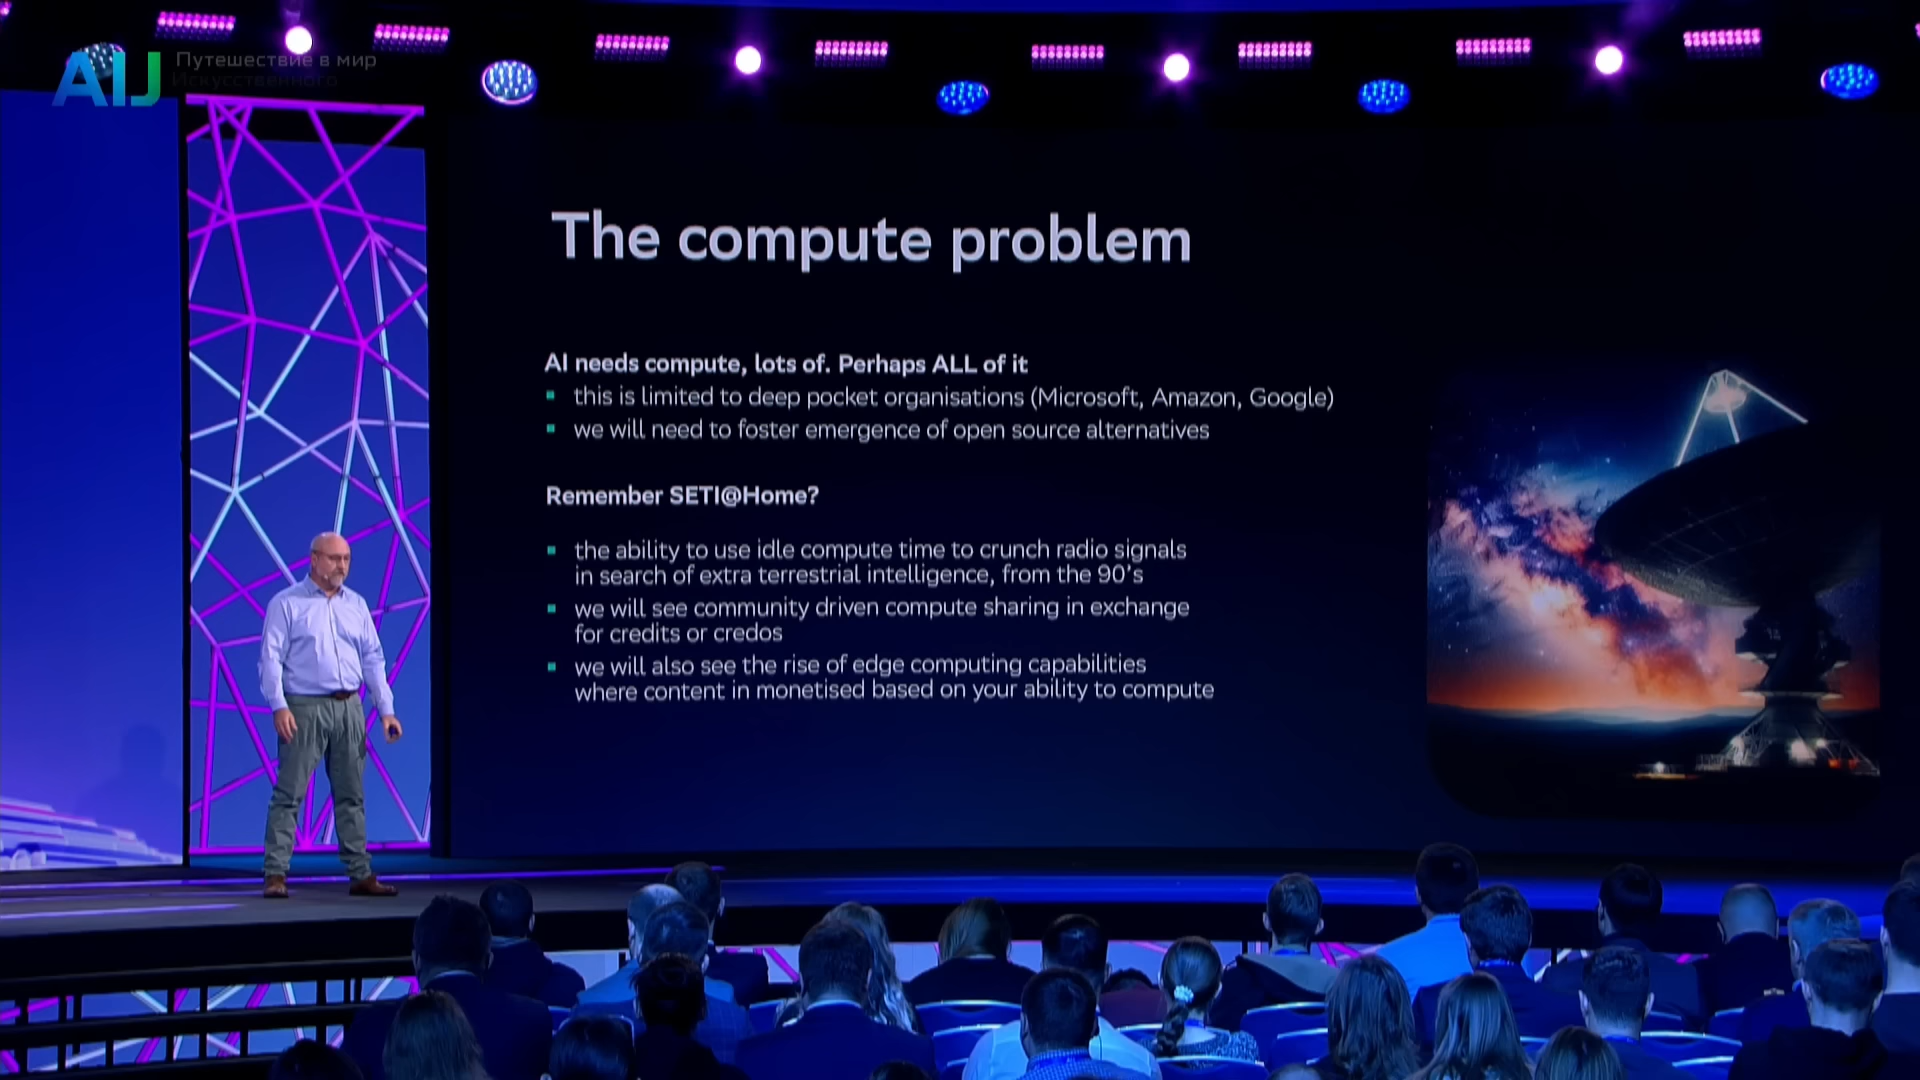 AIJ
Путешествие в мир
Искусственного
The compute problem
AI needs compute, lots of. Perhaps ALL of it
this is limited to deep pocket organisations (Microsoft, Amazon, Google)
we will need to foster emergence of open source alternatives
Remember SETI@Home?
the ability to use idle compute time to crunch radio signals
in search of extra terrestrial intelligence, from the 90's
we will see community driven compute sharing in exchange
for credits or credos
we will also see the rise of edge computing capabilities
where content in monetised based on your ability to compute